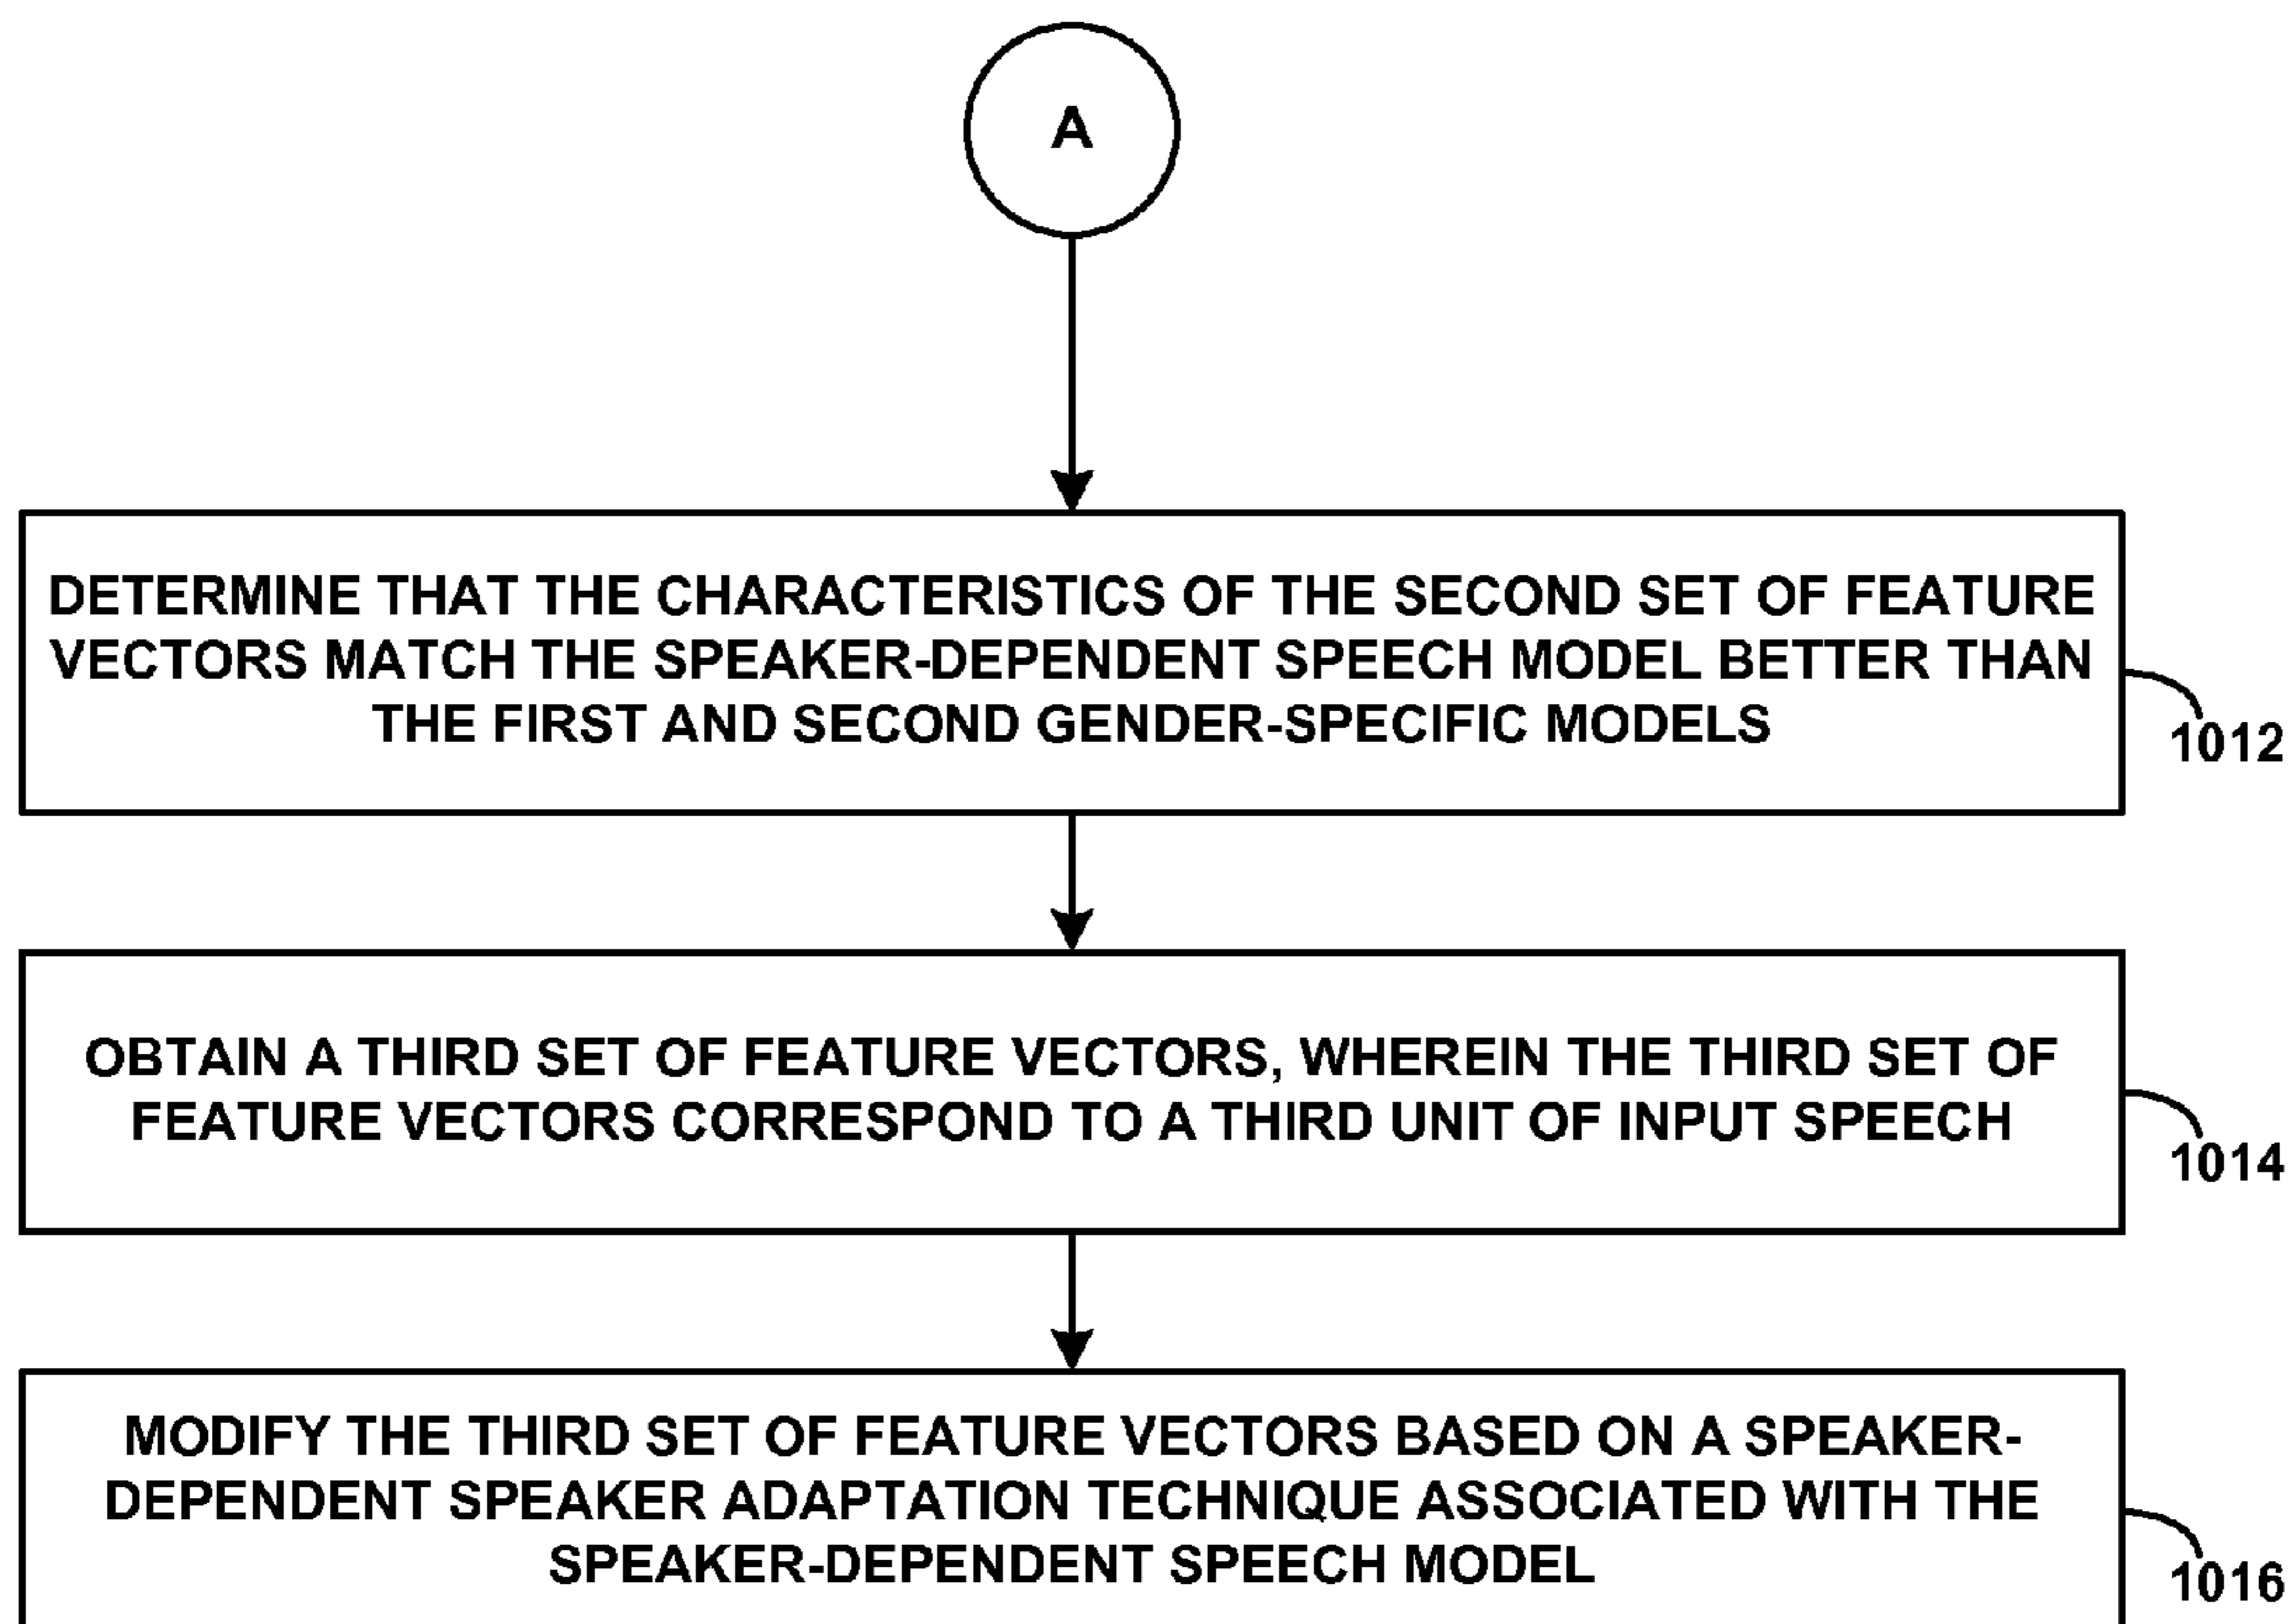 A
DETERMINE THAT THE CHARACTERISTICS OF THE SECOND SET OF FEATURE
VECTORS MATCH THE SPEAKER-DEPENDENT SPEECH MODEL BETTER THAN
THE FIRST AND SECOND GENDER-SPECIFIC MODELS
1012
OBTAIN A THIRD SET OF FEATURE VECTORS, WHEREIN THE THIRD SET OF
FEATURE VECTORS CORRESPOND TO A THIRD UNIT OF INPUT SPEECH
1014
MODIFY THE THIRD SET OF FEATURE VECTORS BASED ON A SPEAKER-
DEPENDENT SPEAKER ADAPTATION TECHNIQUE ASSOCIATED WITH THE
SPEAKER-DEPENDENT SPEECH MODEL
1016